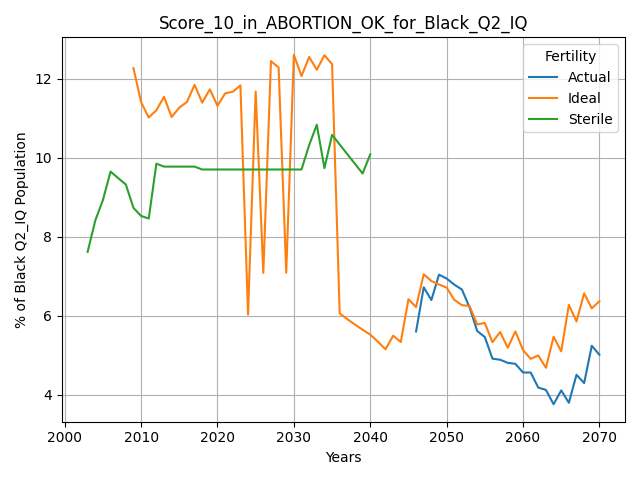 Score_10_in_ABORTION_OK_for_Black_Q2_IQ
% of Black Q2_IQ Population
12
10
8
6
4
Fertility
Actual
Ideal
Sterile
2000 2010 2020 2030 2040 2050 2060 2070
Years